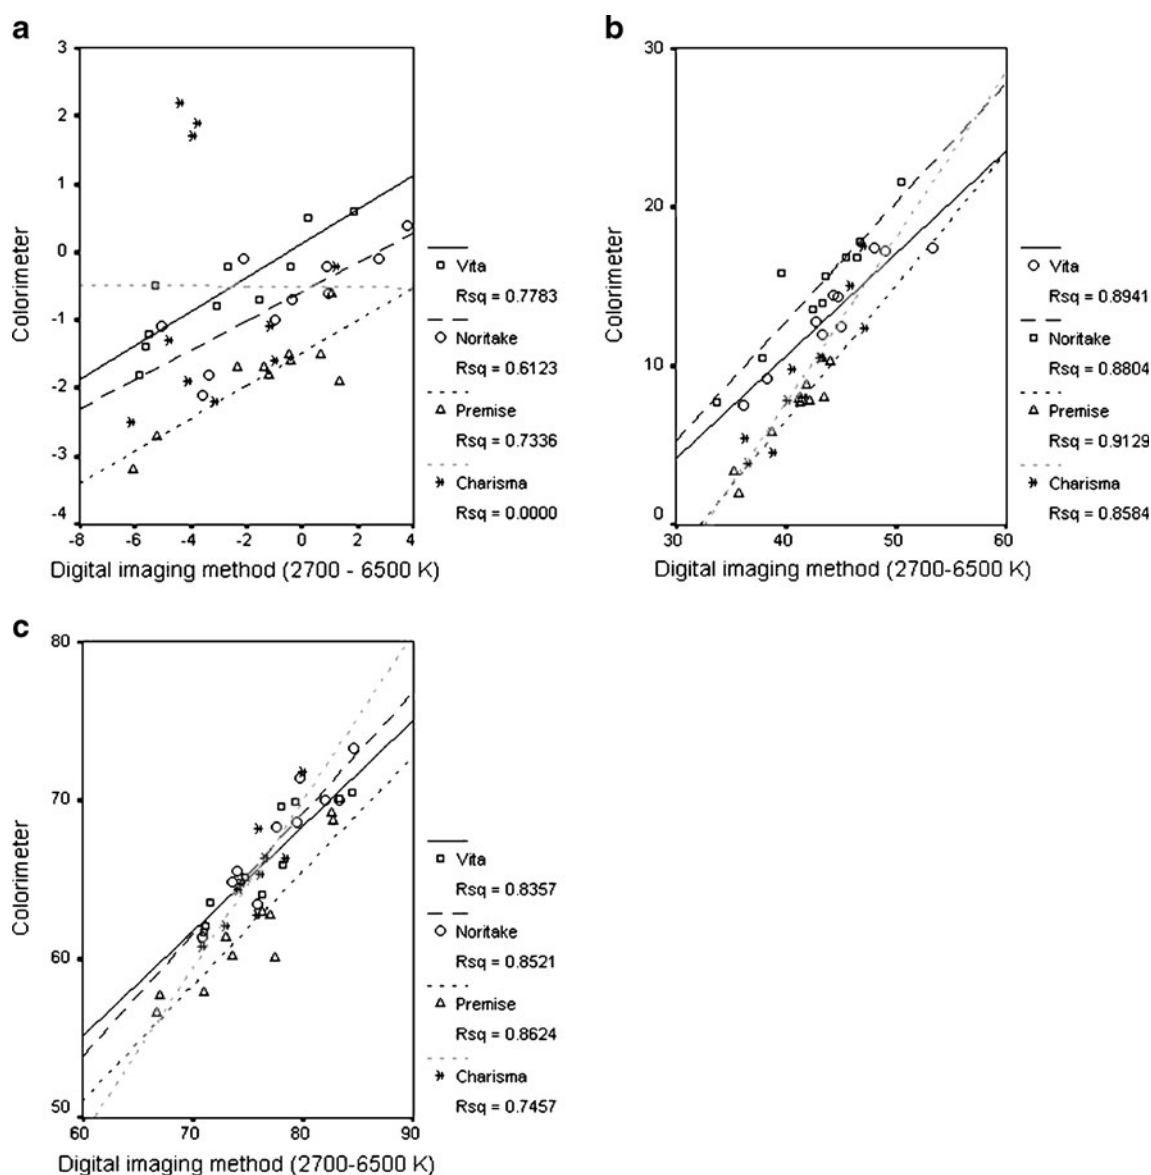 a
3
2
1
0
-1
-2
-3
-4
-8 -6 -4 -2 0 2 4
Colorimeter
Digital imaging method (2700 - 6500 K)
Vita
Rsq = 0.7783
Noritake
Rsq = 0.6123
Premise
Rsq = 0.7336
Charisma
Rsq = 0.0000
b
30
20
10
0
30 40 50 60
Colorimeter
Digital imaging method (2700-6500 K)
Vita
Rsq = 0.8941
Noritake
Rsq = 0.8804
Premise
Rsq = 0.9129
Charisma
Rsq = 0.8584
c
80
70
60
50
60 70 80 90
Colorimeter
Digital imaging method (2700-6500 K)
Vita
Rsq = 0.8357
Noritake
Rsq = 0.8521
Premise
Rsq = 0.8624
Charisma
Rsq = 0.7457